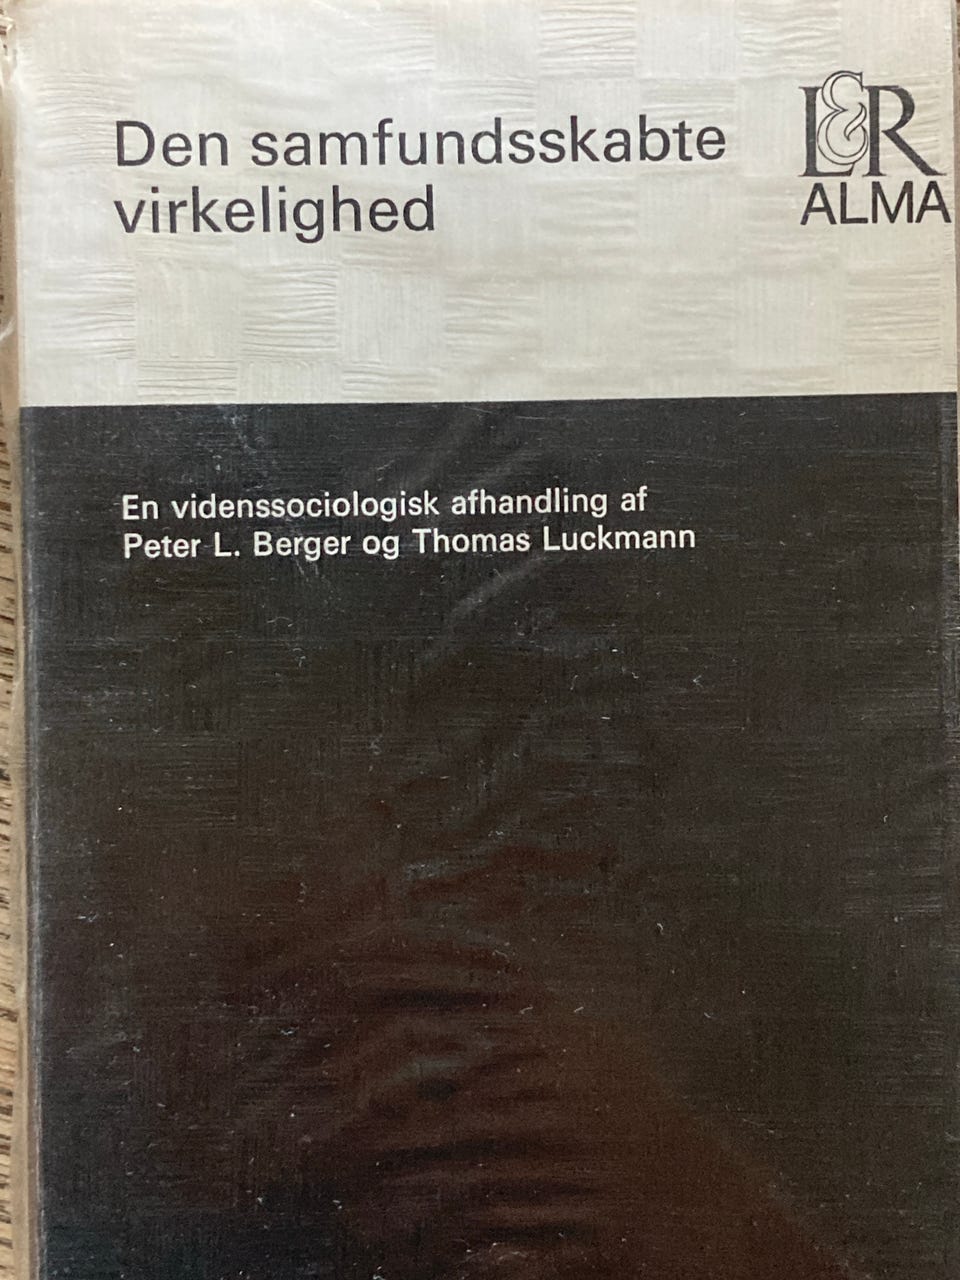 Den samfundsskabte
virkelighed
L&R
ALMA
En videnssociologisk afhandling af
Peter L. Berger og Thomas Luckmann